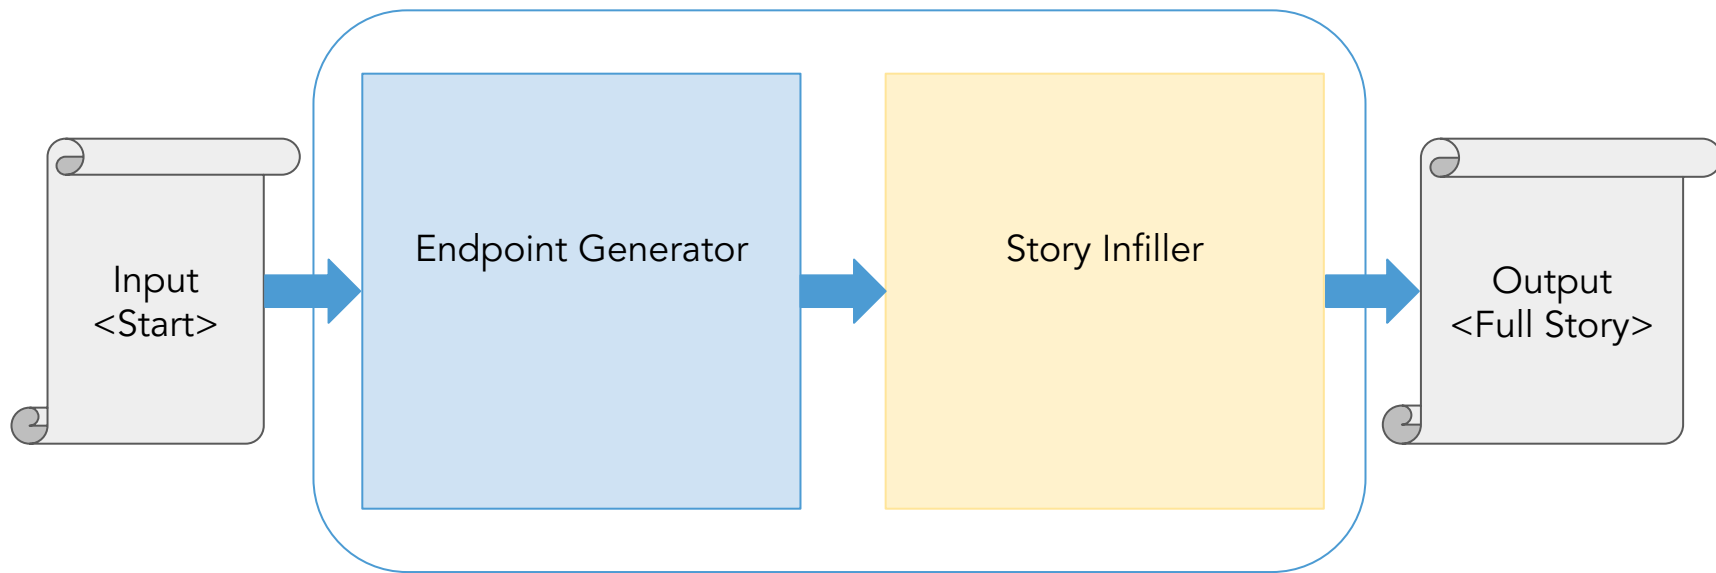 Input
<Start>
Endpoint Generator
Story Infiller
Output
<Full Story>